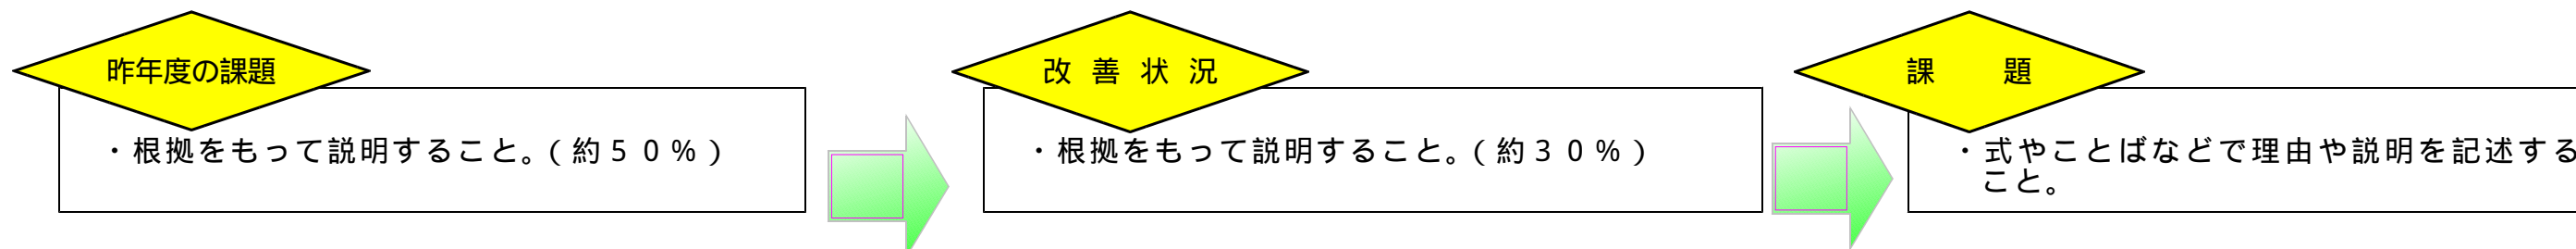 昨年度の課題
・根拠をもって説明すること。(約50%)
改善状況
・根拠をもって説明すること。(約30%)
課題
・式やことばなどで理由や説明を記述する
こと。